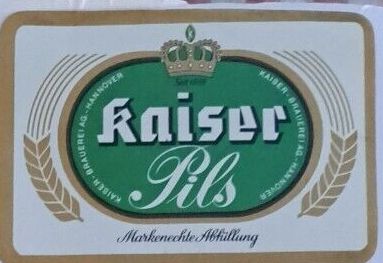 KAISER-BRAUEREI AG.-HANNOVER
KAISER-BRAUEREI AG.-HANNOVER
Kaiser
Pils
Markenechte Abfüllung